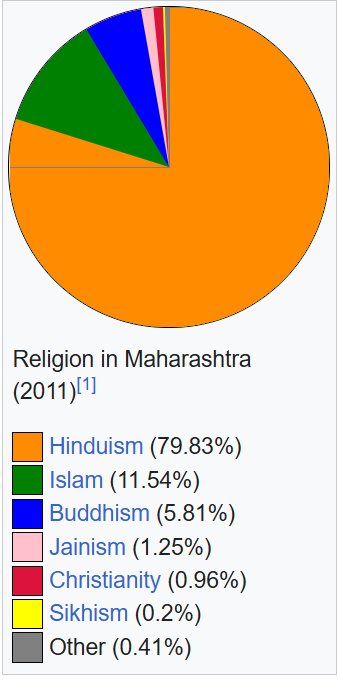 Religion in Maharashtra
(2011)[1]
Hinduism (79.83%)
Islam (11.54%)
Buddhism (5.81%)
Jainism (1.25%)
Christianity (0.96%)
Sikhism (0.2%)
Other (0.41%)